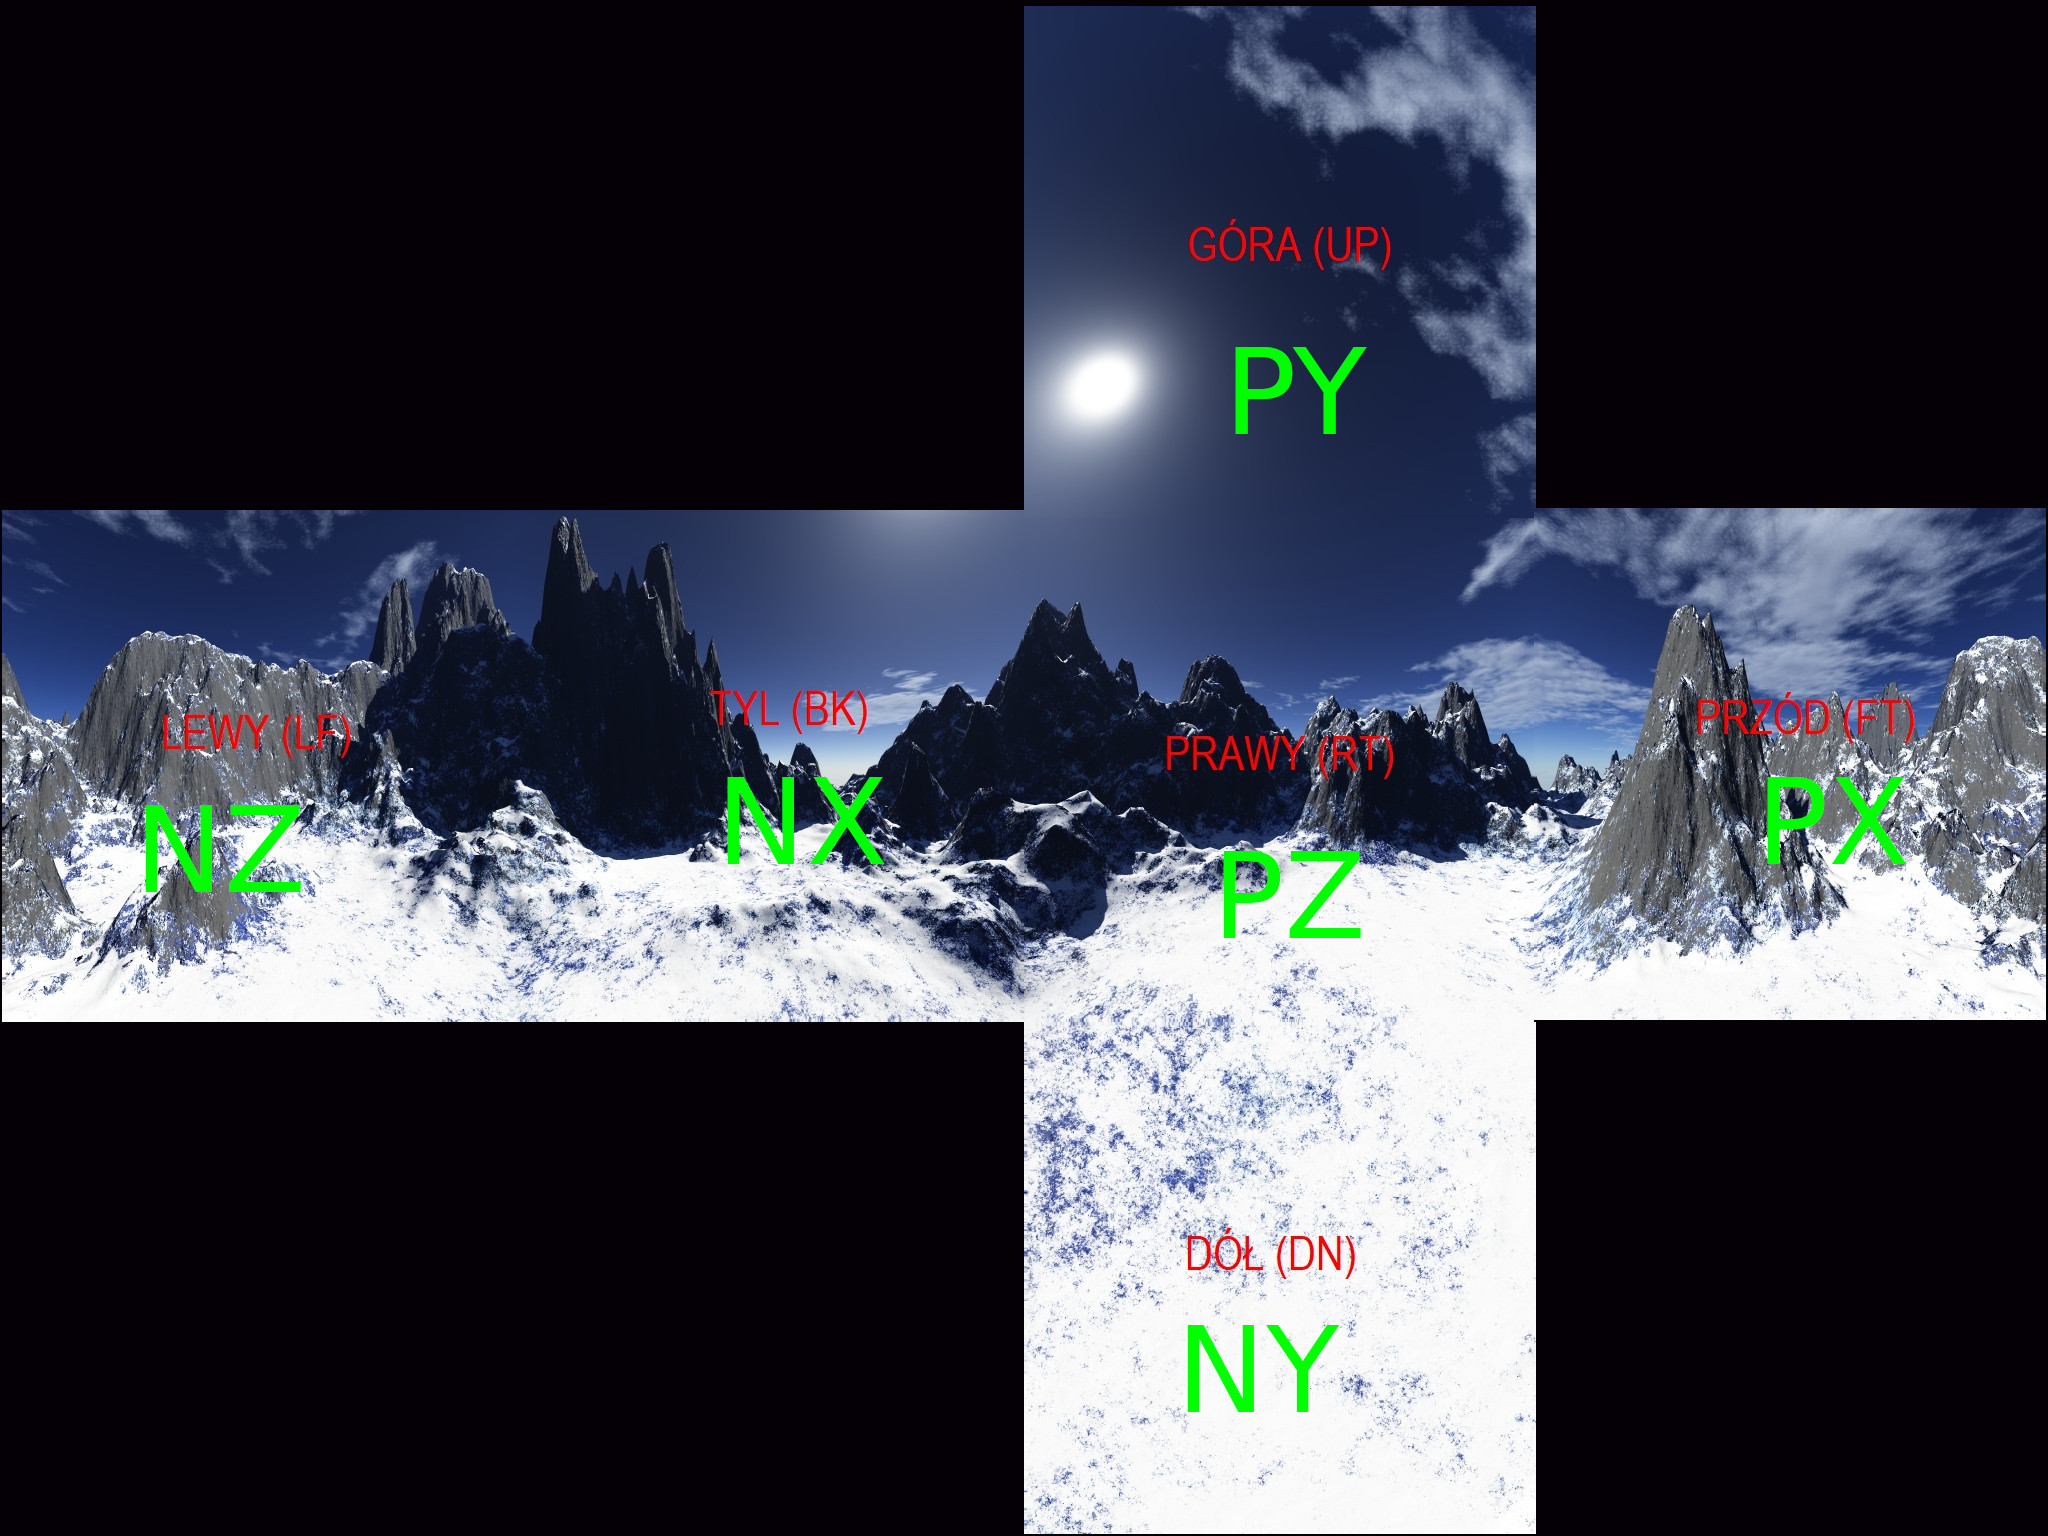 GÓRA (UP)
PY
LEWY (LF)
NZ
TYL (BK)
NX
PRAWY (RT)
PZ
PRZÓD (FT)
PX
DÓŁ (DN)
NY